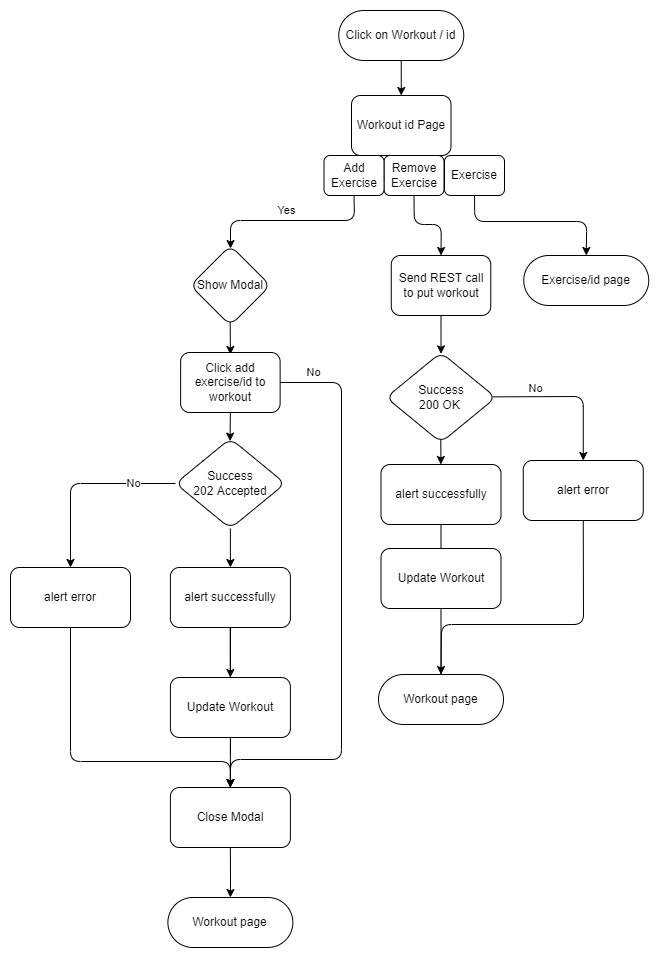 Click on Workout / id
Workout id Page
Add
Exercise
Remove
Exercise
Exercise
Yes
Show Modal
Send REST call
to put workout
Exercise/id page
Click add
exercise/id to
workout
No
Success
200 OK
No
Success
202 Accepted
No
alert successfully
alert error
alert error
alert successfully
Update Workout
Update Workout
Workout page
Close Modal
Workout page